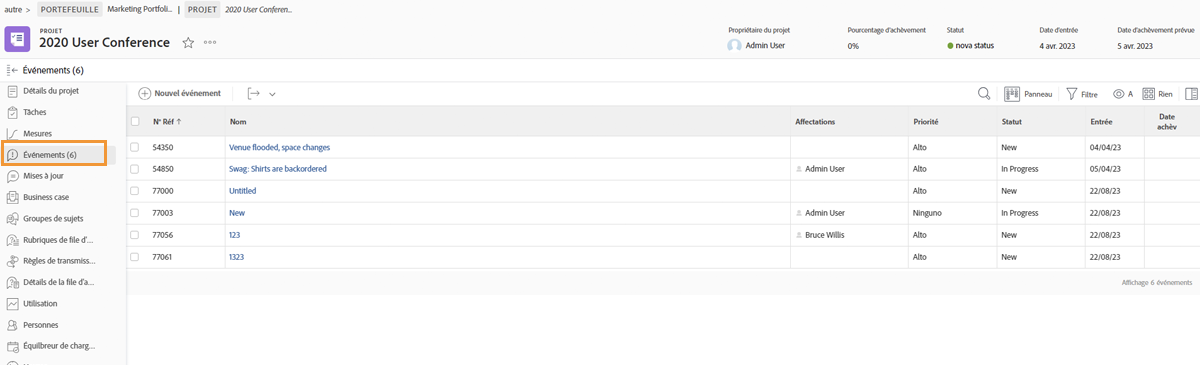 autre > PORTEFEUILLE Marketing Portfoli... | PROJET 2020 User Conferen...
PROJET
2020 User Conference
Propriétaire du projet
Admin User
Pourcentage d'achèvement
0%
Statut
nova status
Date d'entrée
4 avr. 2023
Date d'achèvement prévue
5 avr. 2023
Événements (6)
Détails du projet
Tâches
Mesures
Événements (6)
Mises à jour
Business case
Groupes de sujets
Rubriques de file d'...
Règles de transmiss...
Détails de la file d'a...
Utilisation
Personnes
Équilbreur de charg...
Nouvel événement
Panneau
Filtre
A
Rien
N° Réf ↑ Nom Affectations Priorité Statut Entrée Date
achèv
54350 Venue flooded, space changes Alto New 04/04/23
54850 Swag: Shirts are backordered Admin User Alto In Progress 05/04/23
77000 Untitled Alto New 22/08/23
77003 New Admin User Ninguno In Progress 22/08/23
77056 123 Bruce Willis Alto New 22/08/23
77061 1323 Alto New 22/08/23
Affichage 6 événements